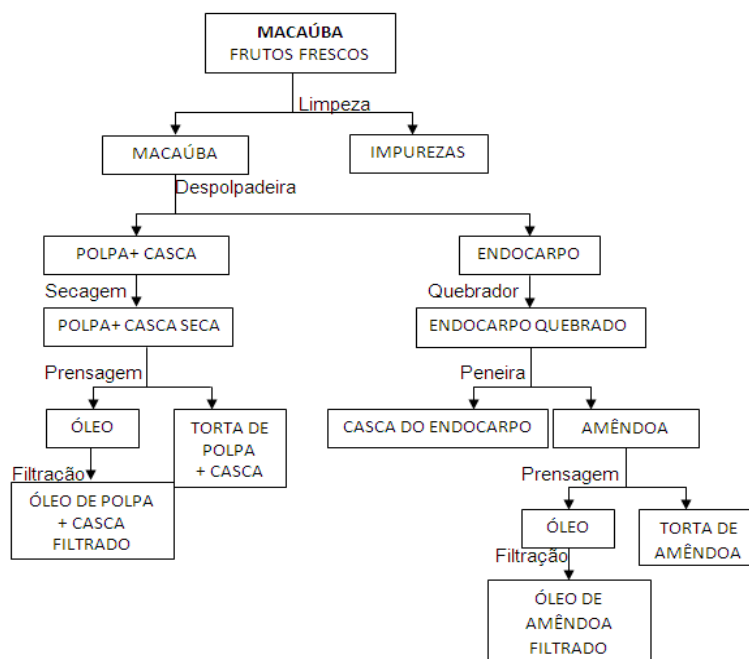 MACAÚBA
FRUTOS FRESCOS
Limpeza
MACAÚBA
IMPUREZAS
Despolpadeira
POLPA+ CASCA
ENDOCARPO
Secagem
Quebrador
POLPA+ CASCA SECA
ENDOCARPO QUEBRADO
Prensagem
Peneira
ÓLEO
TORTA DE
POLPA
+ CASCA
CASCA DO ENDOCARPO
AMÊNDOA
Filtração
Prensagem
ÓLEO DE POLPA
+ CASCA
FILTRADO
ÓLEO
TORTA DE
AMÊNDOA
Filtração
ÓLEO DE
AMÊNDOA
FILTRADO